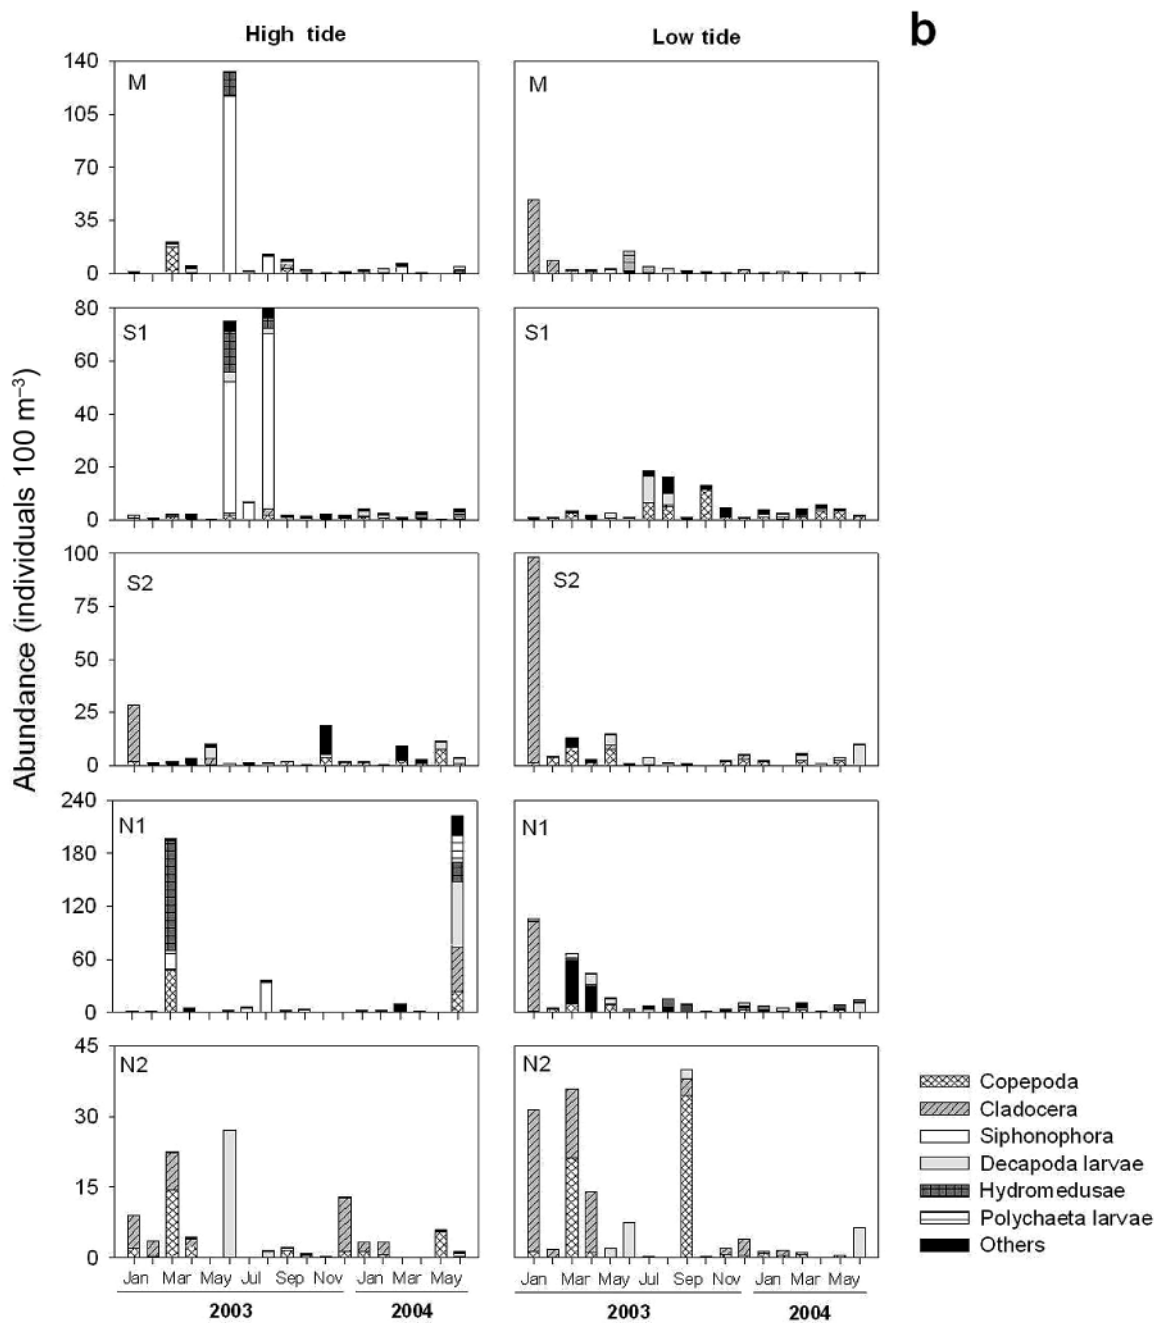 High tide
Low tide
b
Abundance (individuals 100 m⁻³)
M
140
105
70
35
0
M
S1
80
60
40
20
0
S1
S2
100
75
50
25
0
S2
N1
240
180
120
60
0
N1
N2
45
30
15
0
N2
Jan Mar May Jul Sep Nov Jan Mar May
2003 2004
Jan Mar May Jul Sep Nov Jan Mar May
2003 2004
Copepoda
Cladocera
Siphonophora
Decapoda larvae
Hydromedusae
Polychaeta larvae
Others